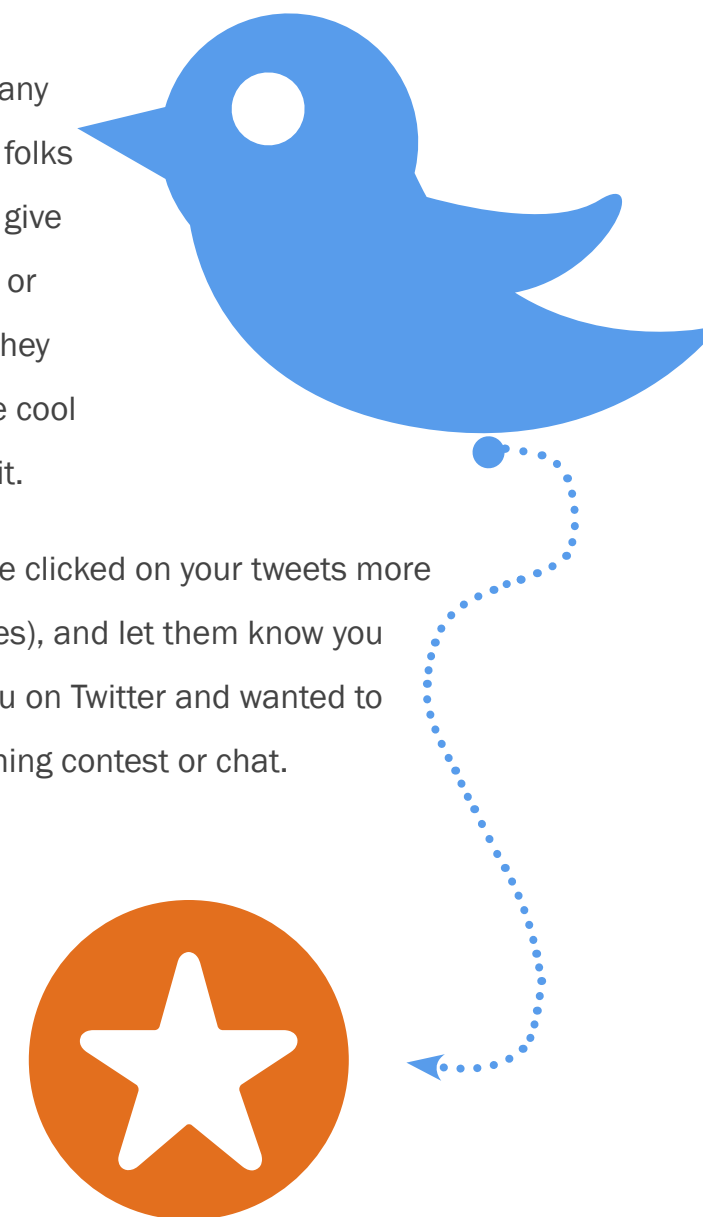 any
folks
give
or
hey
e cool
it.
e clicked on your tweets more
es), and let them know you
u on Twitter and wanted to
ning contest or chat.